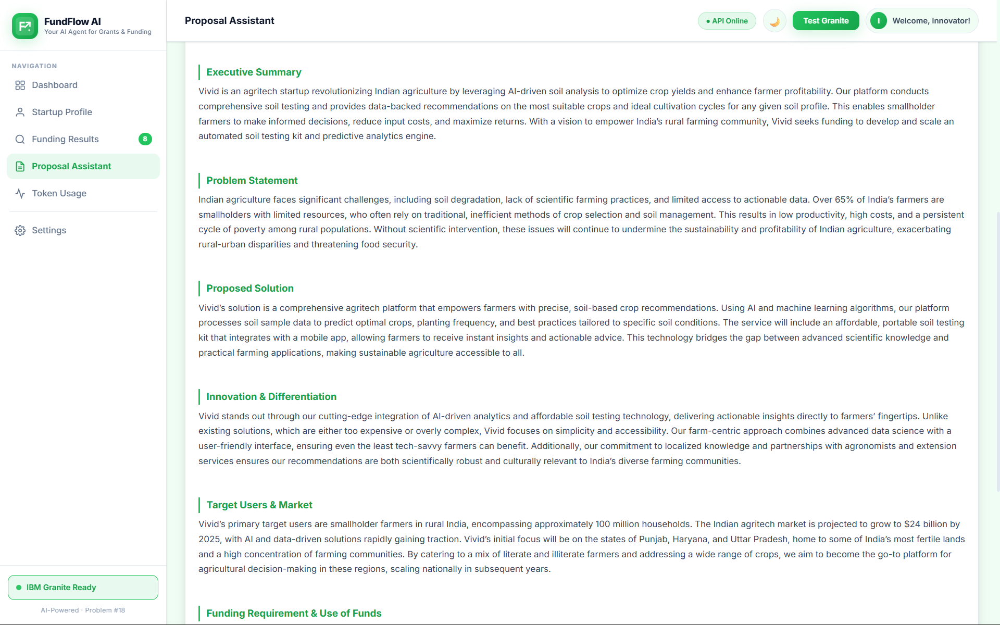 FundFlow AI
Your AI Agent for Grants & Funding
NAVIGATION
Dashboard
Startup Profile
Funding Results
8
Proposal Assistant
Token Usage
Settings
IBM Granite Ready
AI-Powered · Problem #18
Proposal Assistant
● API Online
Test Granite
I
Welcome, Innovator!
Executive Summary
Vivid is an agritech startup revolutionizing Indian agriculture by leveraging AI-driven soil analysis to optimize crop yields and enhance farmer profitability. Our platform conducts
comprehensive soil testing and provides data-backed recommendations on the most suitable crops and ideal cultivation cycles for any given soil profile. This enables smallholder
farmers to make informed decisions, reduce input costs, and maximize returns. With a vision to empower India’s rural farming community, Vivid seeks funding to develop and scale an
automated soil testing kit and predictive analytics engine.
Problem Statement
Indian agriculture faces significant challenges, including soil degradation, lack of scientific farming practices, and limited access to actionable data. Over 65% of India’s farmers are
smallholders with limited resources, who often rely on traditional, inefficient methods of crop selection and soil management. This results in low productivity, high costs, and a persistent
cycle of poverty among rural populations. Without scientific intervention, these issues will continue to undermine the sustainability and profitability of Indian agriculture, exacerbating
rural-urban disparities and threatening food security.
Proposed Solution
Vivid’s solution is a comprehensive agritech platform that empowers farmers with precise, soil-based crop recommendations. Using AI and machine learning algorithms, our platform
processes soil sample data to predict optimal crops, planting frequency, and best practices tailored to specific soil conditions. The service will include an affordable, portable soil testing
kit that integrates with a mobile app, allowing farmers to receive instant insights and actionable advice. This technology bridges the gap between advanced scientific knowledge and
practical farming applications, making sustainable agriculture accessible to all.
Innovation & Differentiation
Vivid stands out through our cutting-edge integration of AI-driven analytics and affordable soil testing technology, delivering actionable insights directly to farmers’ fingertips. Unlike
existing solutions, which are either too expensive or overly complex, Vivid focuses on simplicity and accessibility. Our farm-centric approach combines advanced data science with a
user-friendly interface, ensuring even the least tech-savvy farmers can benefit. Additionally, our commitment to localized knowledge and partnerships with agronomists and extension
services ensures our recommendations are both scientifically robust and culturally relevant to India’s diverse farming communities.
Target Users & Market
Vivid’s primary target users are smallholder farmers in rural India, encompassing approximately 100 million households. The Indian agritech market is projected to grow to $24 billion by
2025, with AI and data-driven solutions rapidly gaining traction. Vivid’s initial focus will be on the states of Punjab, Haryana, and Uttar Pradesh, home to some of India’s most fertile lands
and a high concentration of farming communities. By catering to a mix of literate and illiterate farmers and addressing a wide range of crops, we aim to become the go-to platform for
agricultural decision-making in these regions, scaling nationally in subsequent years.
Funding Requirement & Use of Funds